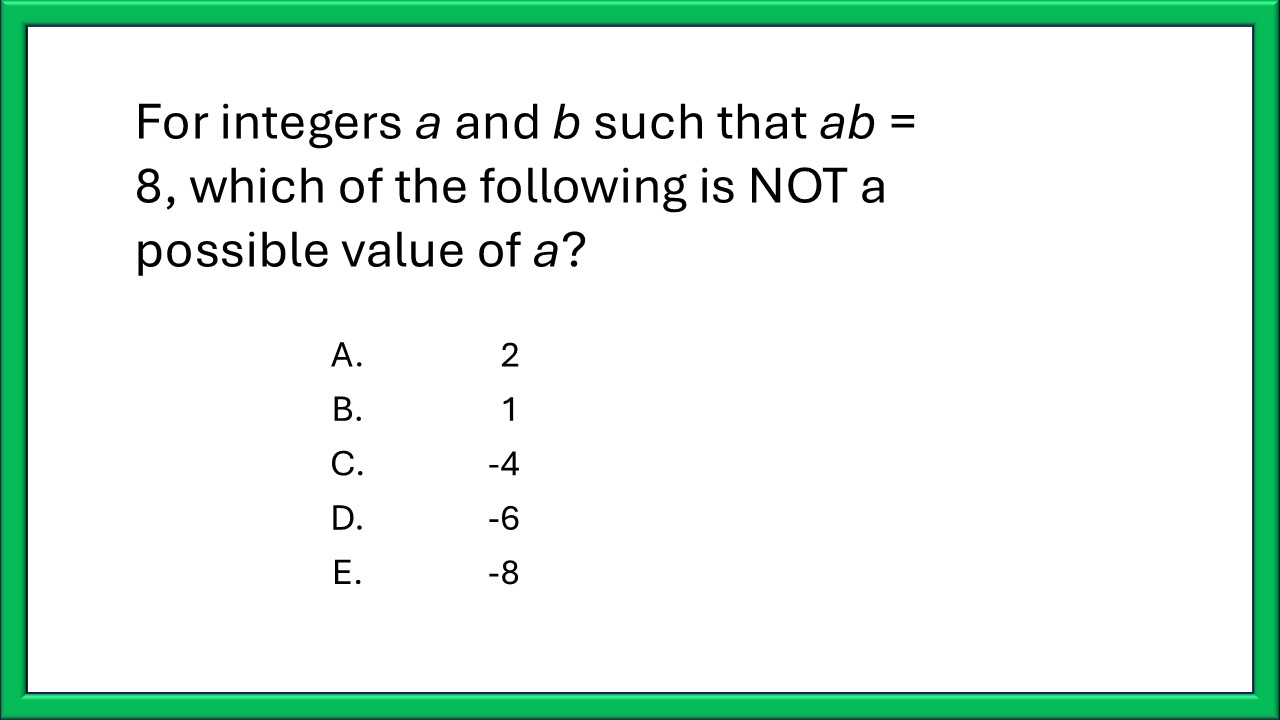 For integers a and b such that ab =
8, which of the following is NOT a
possible value of a?
A. 2
B. 1
C. -4
D. -6
E. -8